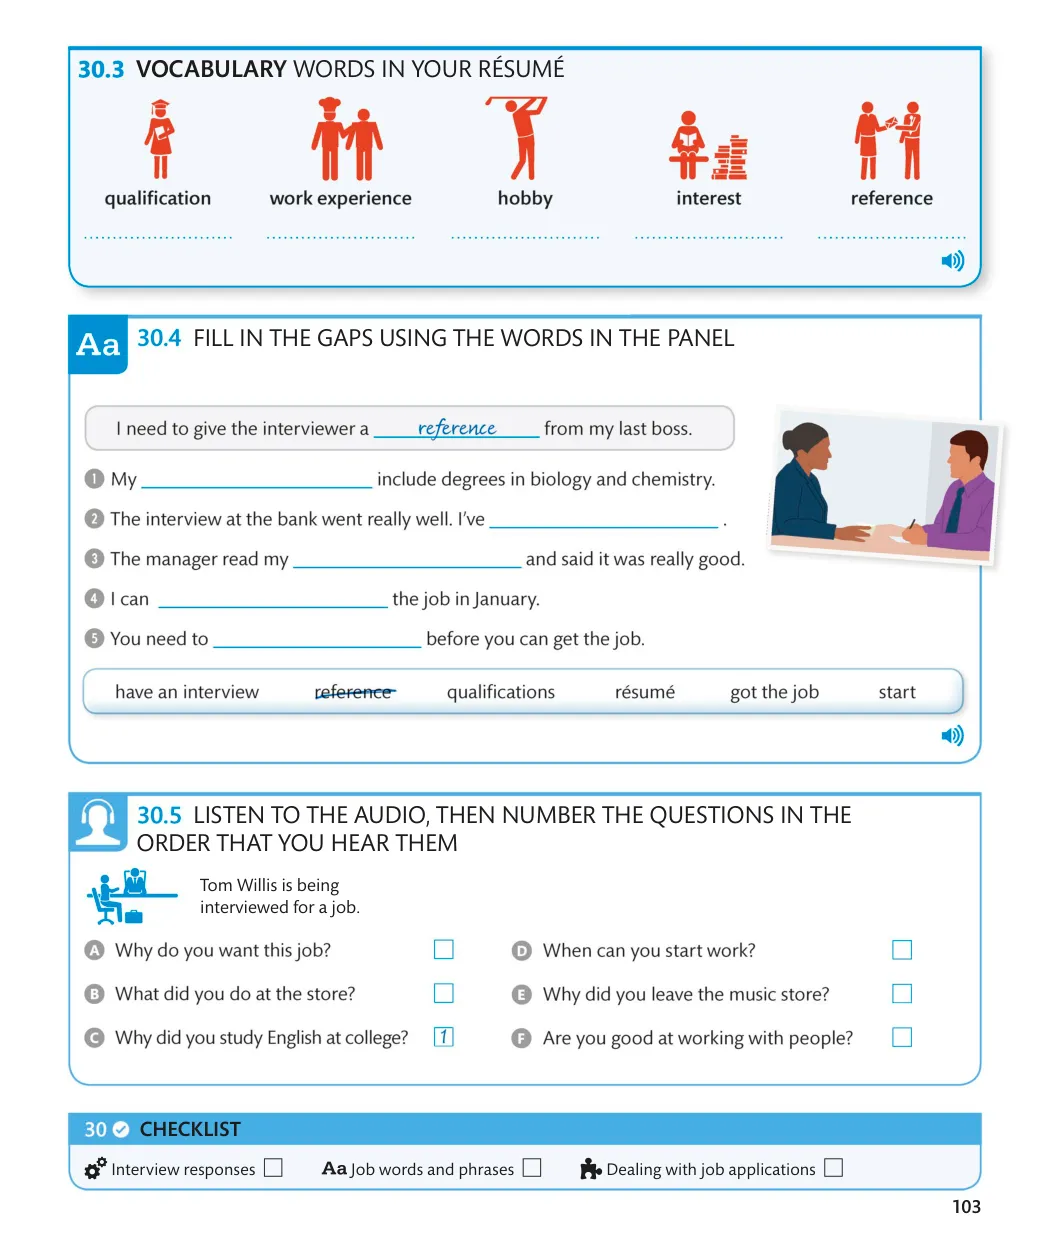 30.3 VOCABULARY WORDS IN YOUR RÉSUMÉ
qualification
work experience
hobby
interest
reference
Aa
30.4 FILL IN THE GAPS USING THE WORDS IN THE PANEL
I need to give the interviewer a reference from my last boss.
1 My ____ include degrees in biology and chemistry.
2 The interview at the bank went really well. I’ve ____ .
3 The manager read my ____ and said it was really good.
4 I can ____ the job in January.
5 You need to ____ before you can get the job.
have an interview reference qualifications résumé got the job start
30.5 LISTEN TO THE AUDIO, THEN NUMBER THE QUESTIONS IN THE
ORDER THAT YOU HEAR THEM
Tom Willis is being
interviewed for a job.
A Why do you want this job?
B What did you do at the store?
C Why did you study English at college? 1
D When can you start work?
E Why did you leave the music store?
F Are you good at working with people?
30 CHECKLIST
Interview responses
Aa Job words and phrases
Dealing with job applications
103